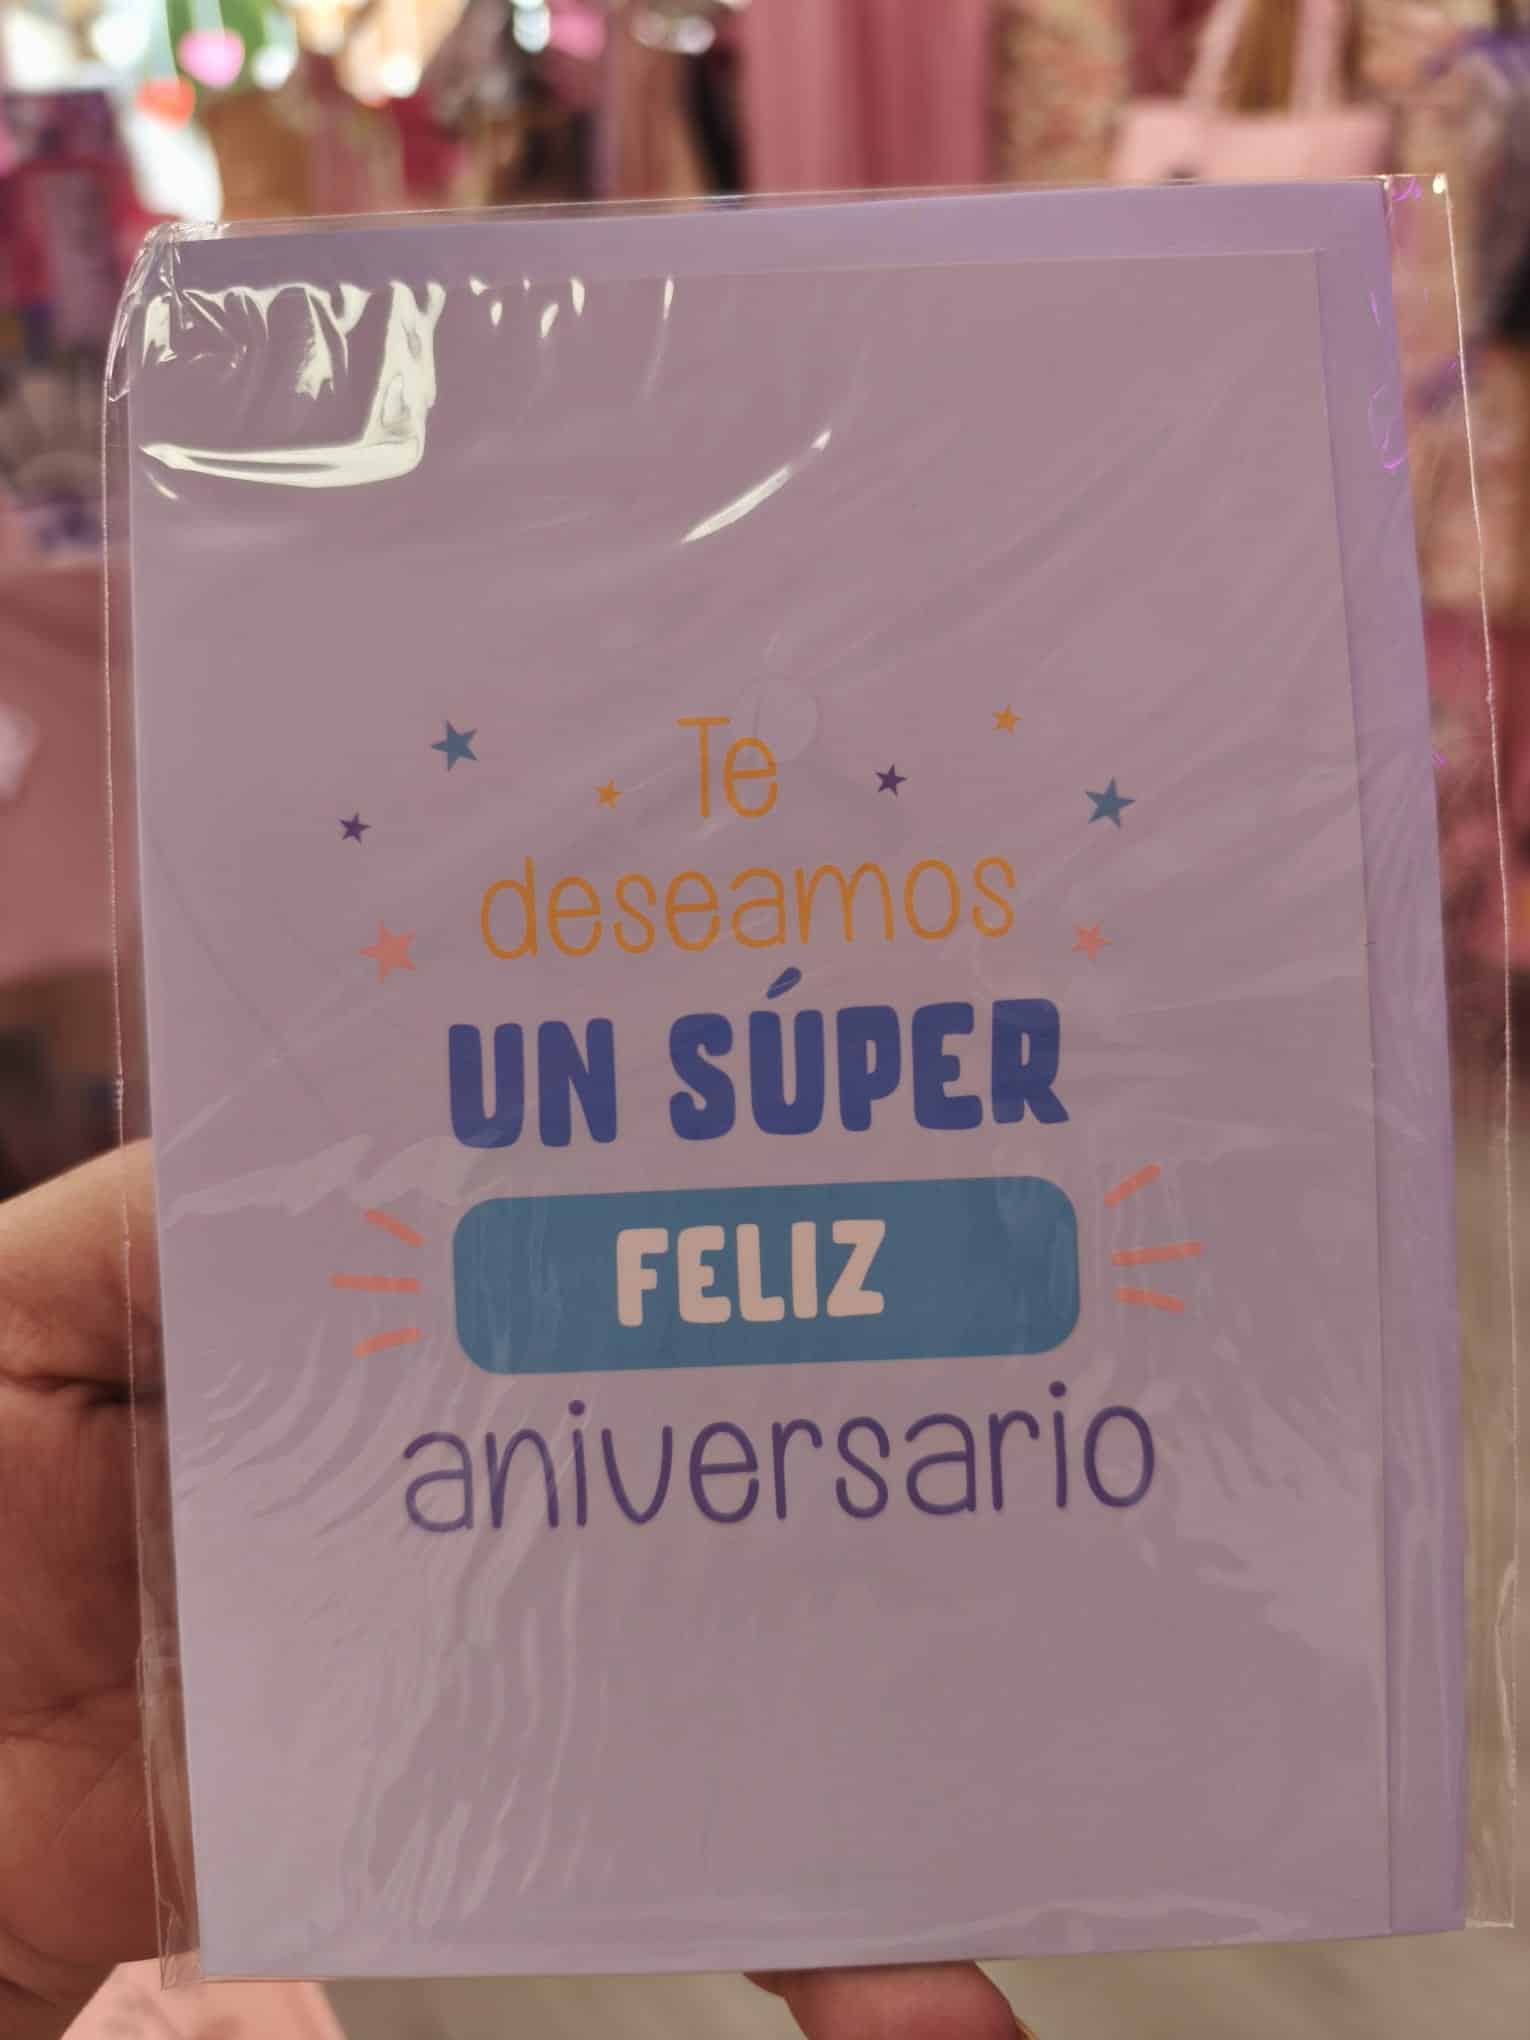 Te
deseamos
UN SÚPER
FELIZ
aniversario